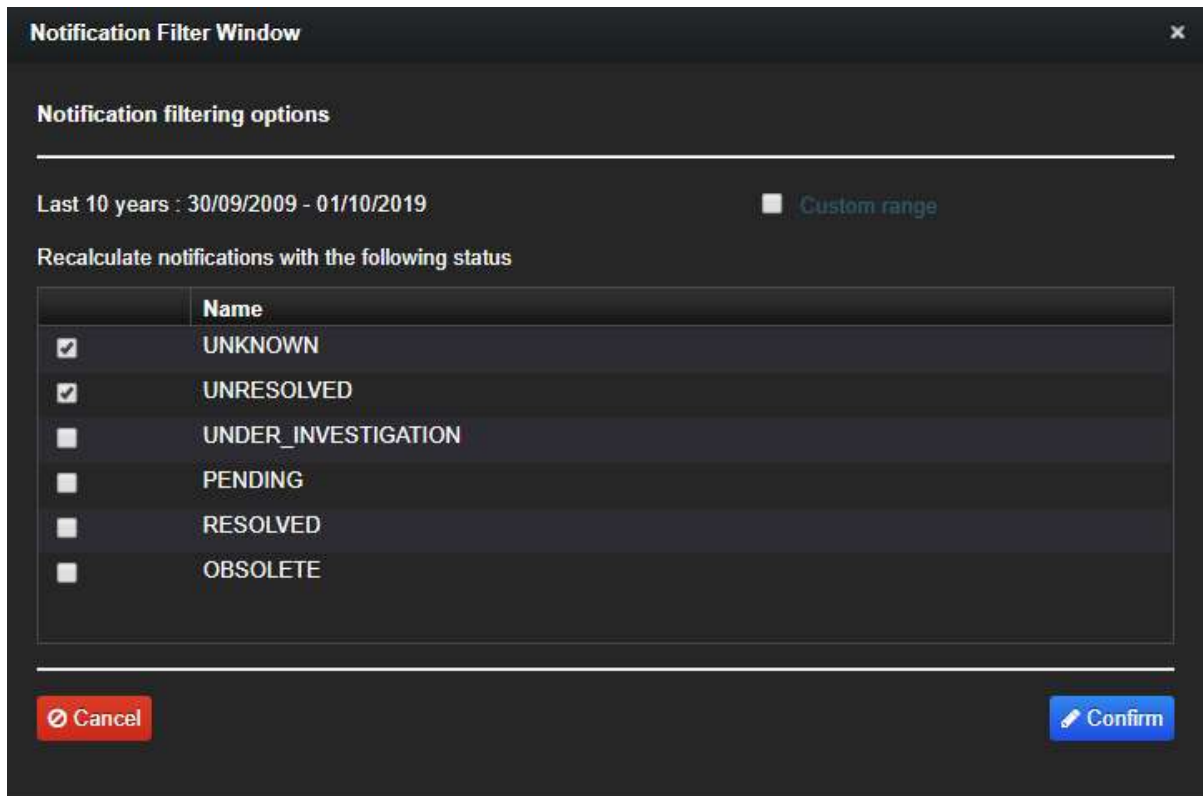 Notification Filter Window
Notification filtering options
Last 10 years : 30/09/2009 - 01/10/2019
Custom range
Recalculate notifications with the following status
Name
UNKNOWN
UNRESOLVED
UNDER_INVESTIGATION
PENDING
RESOLVED
OBSOLETE
Cancel
Confirm